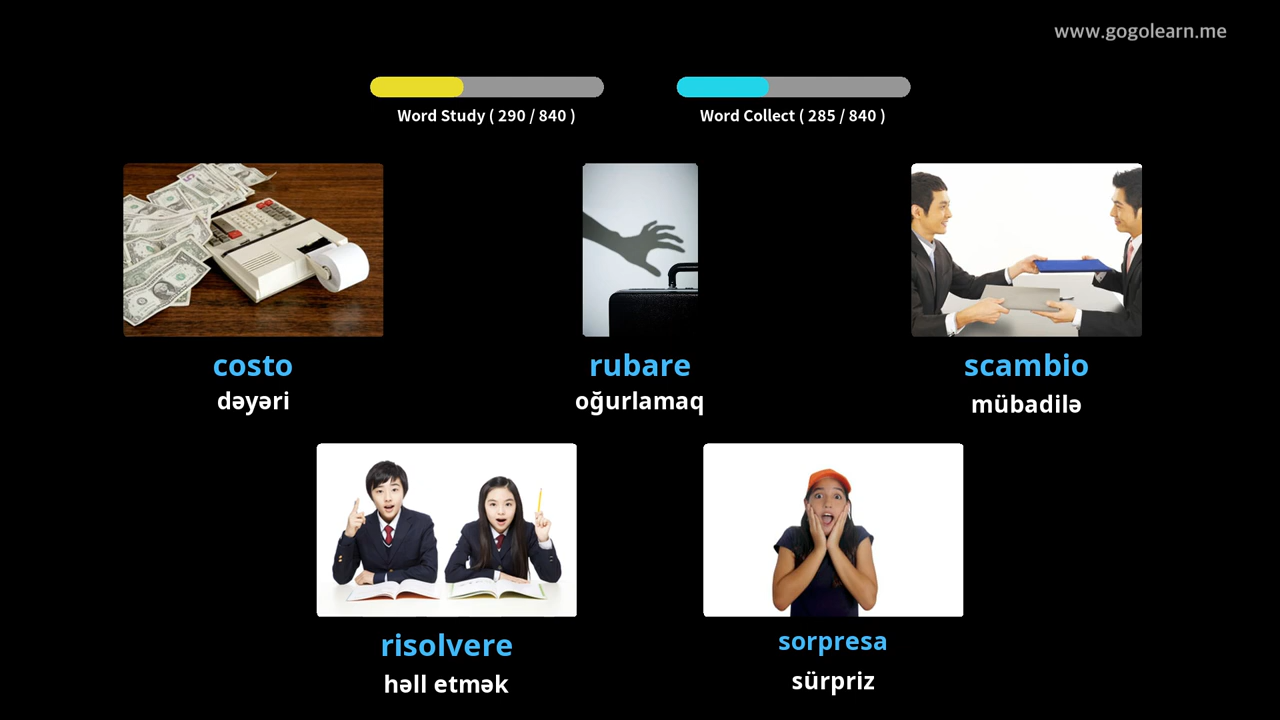 www.gogolearn.me
Word Study ( 290 / 840 )
Word Collect ( 285 / 840 )
costo
dəyəri
rubare
oğurlamaq
scambio
mübadilə
risolvere
həll etmək
sorpresa
sürpriz